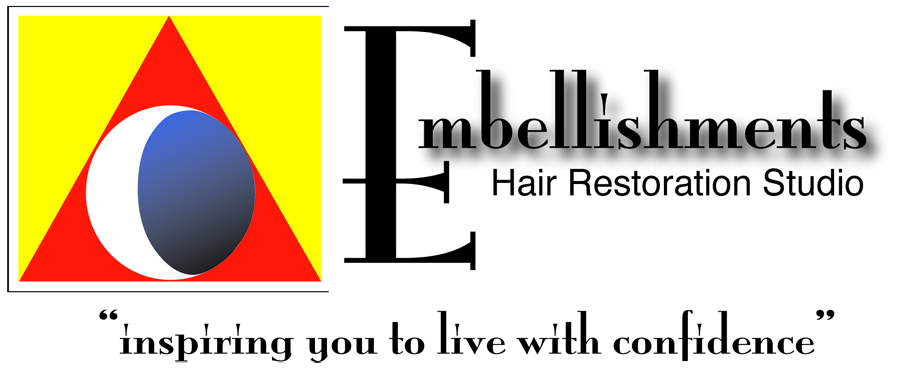 Embellishments
Hair Restoration Studio
“inspiring you to live with confidence”